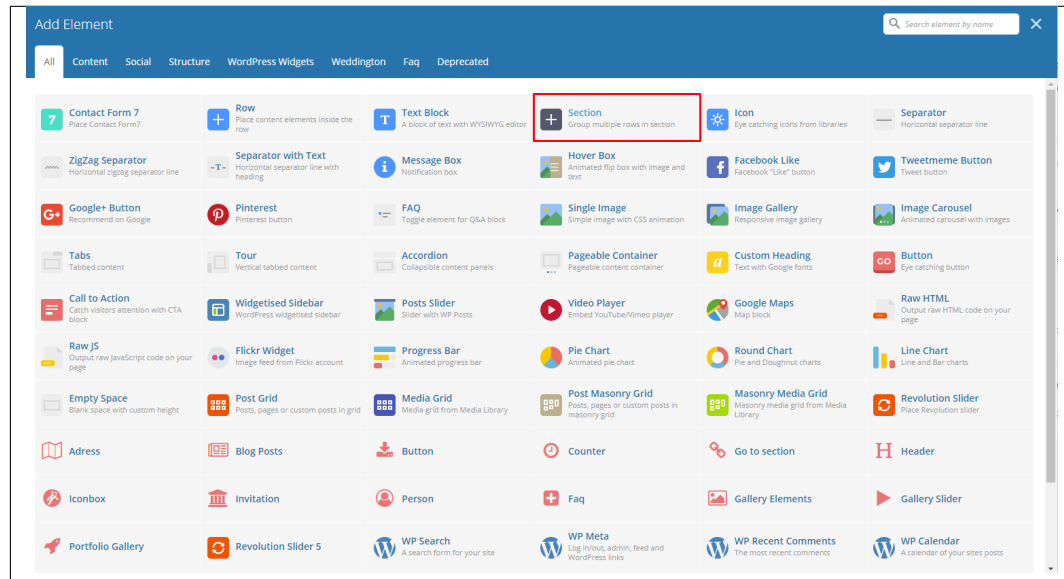 Add Element
Search element by name
All Content Social Structure WordPress Widgets Weddington Faq Deprecated
7 Contact Form 7
Place Contact Form7
Row
Place content elements inside the
row
T Text Block
A block of text with WYSIWYG editor
Section
Group multiple rows in section
Icon
Eye catching icons from libraries
Separator
Horizontal separator line
ZigZag Separator
Horizontal zigzag separator line
-T- Separator with Text
Horizontal separator line with
heading
i Message Box
Notification box
Hover Box
Animated flip box with image and
text
f Facebook Like
Facebook "Like" button
Tweetmeme Button
Tweet button
G+ Google+ Button
Recommend on Google
Pinterest
Pinterest button
FAQ
Toggle element for Q&A block
Single Image
Simple image with CSS animation
Image Gallery
Responsive image gallery
Image Carousel
Animated carousel with images
Tabs
Tabbed content
Tour
Vertical tabbed content
Accordion
Collapsible content panels
Pageable Container
Pageable content container
a Custom Heading
Text with Google fonts
GO Button
Eye catching button
Call to Action
Catch visitors attention with CTA
block
Widgetised Sidebar
WordPress widgetised sidebar
Posts Slider
Slider with WP Posts
Video Player
Embed YouTube/Vimeo player
Google Maps
Map block
Raw HTML
Output raw HTML code on your
page
Raw JS
Output raw JavaScript code on your
page
Flickr Widget
Image feed from Flickr account
Progress Bar
Animated progress bar
Pie Chart
Animated pie chart
Round Chart
Pie and Doughnut charts
Line Chart
Line and Bar charts
Empty Space
Blank space with custom height
Post Grid
Posts, pages or custom posts in grid
Media Grid
Media grid from Media Library
Post Masonry Grid
Posts, pages or custom posts in
masonry grid
Masonry Media Grid
Masonry media grid from Media
Library
Revolution Slider
Place Revolution slider
Adress
Blog Posts
Button
Counter
Go to section
H Header
Iconbox
Invitation
Person
Faq
Gallery Elements
Gallery Slider
Portfolio Gallery
Revolution Slider 5
WP Search
A search form for your site
WP Meta
Log in/out, admin, feed and
WordPress links
WP Recent Comments
The most recent comments
WP Calendar
A calendar of your sites posts